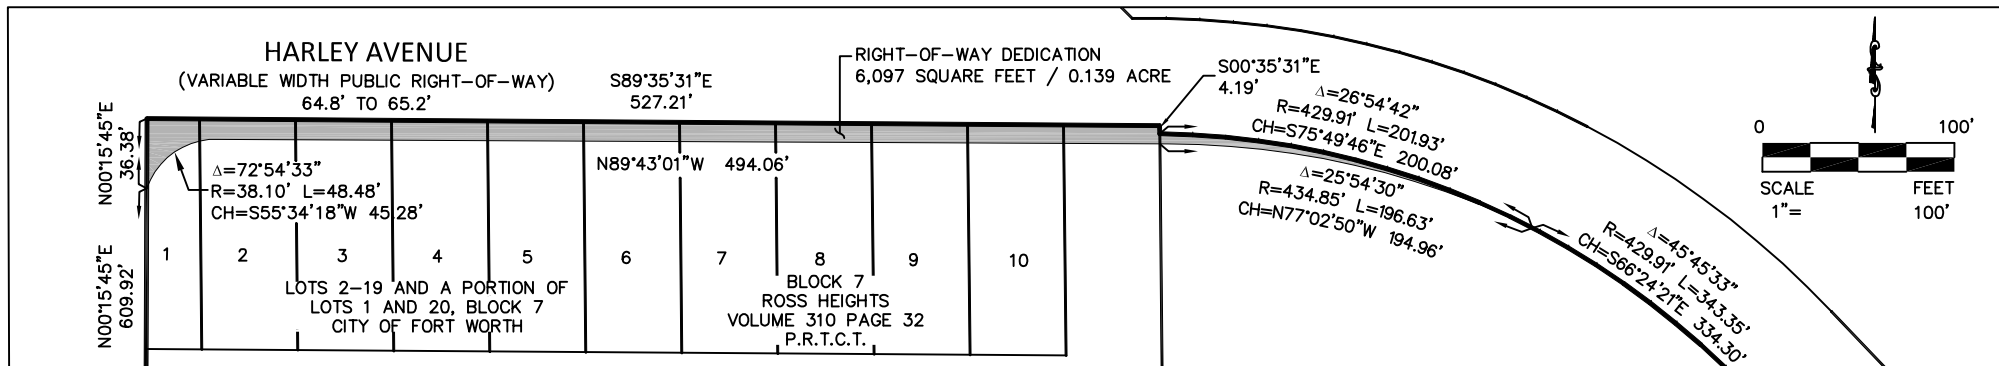 HARLEY AVENUE
(VARIABLE WIDTH PUBLIC RIGHT-OF-WAY)
64.8' TO 65.2'
S89°35'31"E
527.21'
RIGHT-OF-WAY DEDICATION
6,097 SQUARE FEET / 0.139 ACRE
S00°35'31"E
4.19'
Δ=26°54'42"
R=429.91' L=201.93'
CH=S75°49'46"E 200.08'
0 100'
SCALE FEET
1"= 100'
N00°15'45"E
36.38'
Δ=72°54'33"
R=38.10' L=48.48'
CH=S55°34'18"W 45.28'
N89°43'01"W 494.06'
Δ=25°54'30"
R=434.85' L=196.63'
CH=N77°02'50"W 194.96'
Δ=45°45'33"
R=429.91' L=343.35'
CH=S66°24'21"E 334.30'
N00°15'45"E
609.92'
1 2 3 4 5 6 7 8 9 10
LOTS 2-19 AND A PORTION OF
LOTS 1 AND 20, BLOCK 7
CITY OF FORT WORTH
BLOCK 7
ROSS HEIGHTS
VOLUME 310 PAGE 32
P.R.T.C.T.